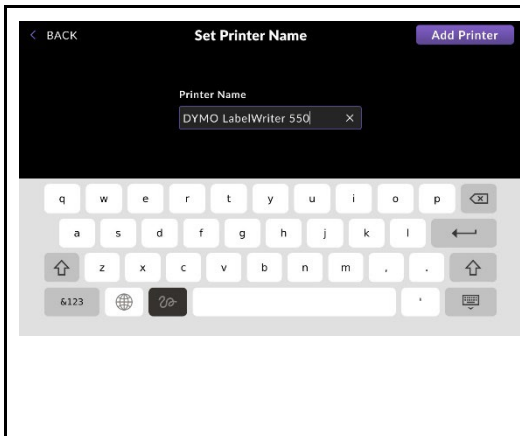 < BACK Set Printer Name Add Printer
Printer Name
DYMO LabelWriter 550 ×
q w e r t y u i o p
a s d f g h j k l
z x c v b n m , .
&123 '